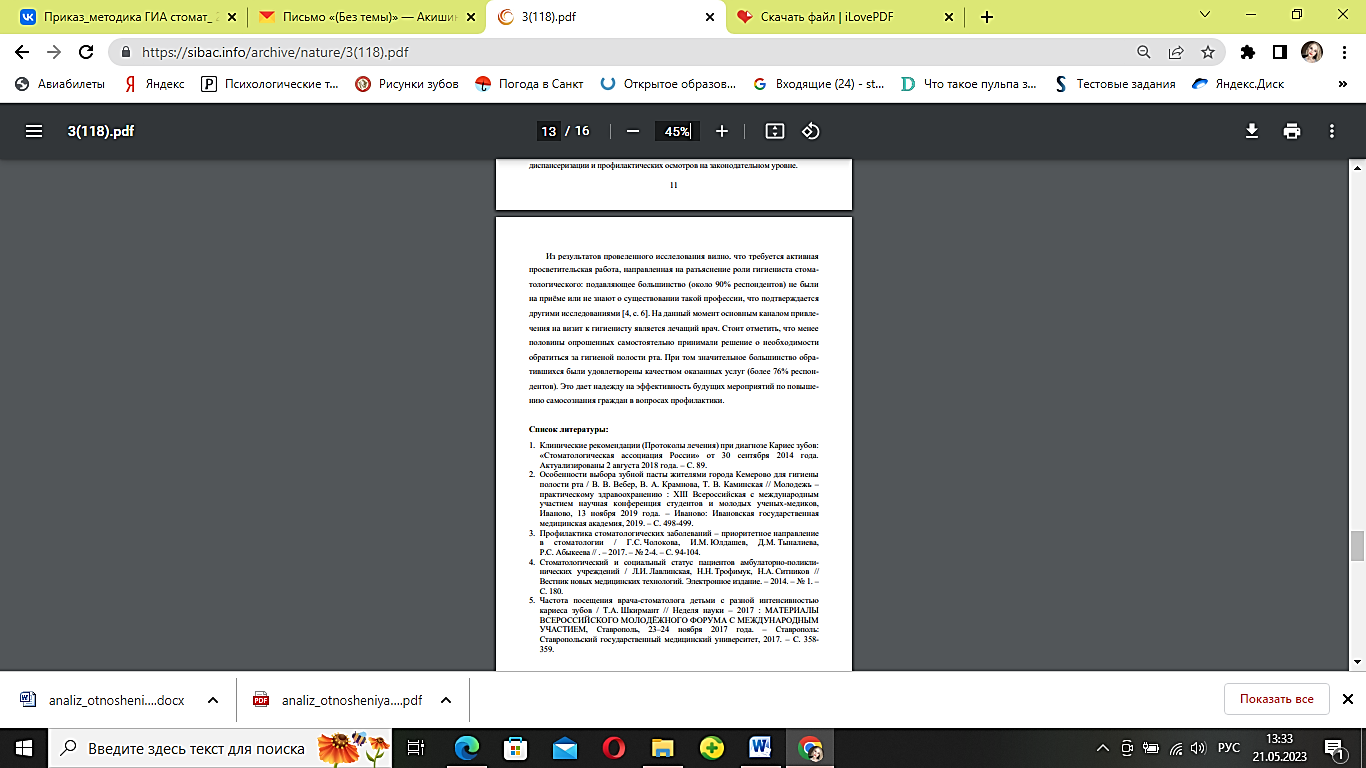 Приказ_методика ГИА стомат_ 2
Письмо «(Без темы)» — Акишин
3(118).pdf
Скачать файл | iLovePDF
https://sibac.info/archive/nature/3(118).pdf
Авиабилеты
Яндекс
Психологические т...
Рисунки зубов
Погода в Санкт
Открытое образов...
Входящие (24) - st...
Что такое пульпа з...
Тестовые задания
Яндекс.Диск
»
3(118).pdf
13 / 16
45%
диспансеризации и профилактических осмотров на законодательном уровне.
11
Из результатов проведенного исследования видно, что требуется активная
просветительская работа, направленная на разъяснение роли гигиениста стома-
тологического: подавляющее большинство (около 90% респондентов) не были
на приёме или не знают о существовании такой профессии, что подтверждается
другими исследованиями [4, с. 6]. На данный момент основным каналом привле-
чения на визит к гигиенисту является лечащий врач. Стоит отметить, что менее
половины опрошенных самостоятельно принимали решение о необходимости
обратиться за гигиеной полости рта. При том значительное большинство обра-
тившихся были удовлетворены качеством оказанных услуг (более 76% респон-
дентов). Это дает надежду на эффективность будущих мероприятий по повыше-
нию самосознания граждан в вопросах профилактики.
Список литературы:
1. Клинические рекомендации (Протоколы лечения) при диагнозе Кариес зубов:
«Стоматологическая ассоциация России» от 30 сентября 2014 года.
Актуализированы 2 августа 2018 года. – С. 89.
2. Особенности выбора зубной пасты жителями города Кемерово для гигиены
полости рта / В. В. Вебер, В. А. Крамнова, Т. В. Каминская // Молодежь –
практическому здравоохранению : XIII Всероссийская с международным
участием научная конференция студентов и молодых ученых-медиков,
Иваново, 13 ноября 2019 года. – Иваново: Ивановская государственная
медицинская академия, 2019. – С. 498-499.
3. Профилактика стоматологических заболеваний – приоритетное направление
в стоматологии / Г.С. Чолокова, И.М. Юлдашев, Д.М. Тыналиева,
Р.С. Абыкеева // . – 2017. – № 2-4. – С. 94-104.
4. Стоматологический и социальный статус пациентов амбулаторно-поликли-
нических учреждений / Л.И. Лавлинская, Н.Н. Трофимук, Н.А. Ситников //
Вестник новых медицинских технологий. Электронное издание. – 2014. – № 1. –
С. 180.
5. Частота посещения врача-стоматолога детьми с разной интенсивностью
кариеса зубов / Т.А. Шкирмант // Неделя науки – 2017 : МАТЕРИАЛЫ
ВСЕРОССИЙСКОГО МОЛОДЁЖНОГО ФОРУМА С МЕЖДУНАРОДНЫМ
УЧАСТИЕМ, Ставрополь, 23–24 ноября 2017 года. – Ставрополь:
Ставропольский государственный медицинский университет, 2017. – С. 358-
359.
analiz_otnosheni....docx
analiz_otnosheniya....pdf
Показать все
Введите здесь текст для поиска
РУС
13:33
21.05.2023
1